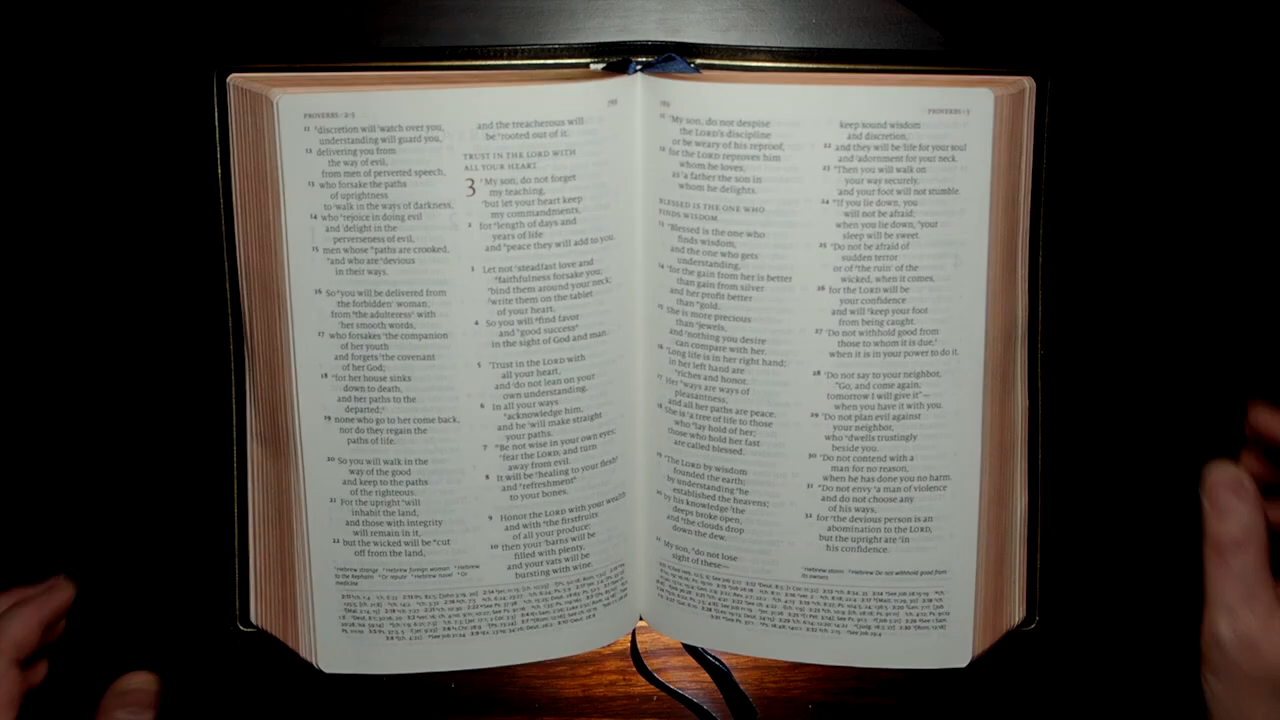 PROVERBS 2-3
11 discretion will watch over you,
understanding will guard you,
12 delivering you from
the way of evil,
from men of perverted speech,
13 who forsake the paths
of uprightness
to walk in the ways of darkness,
14 who rejoice in doing evil
and delight in the
perverseness of evil,
15 men whose paths are crooked,
and who are devious
in their ways.
16 So you will be delivered from
the forbidden woman,
from the adulteress with
her smooth words,
17 who forsakes the companion
of her youth
and forgets the covenant
of her God;
18 for her house sinks
down to death,
and her paths to the
departed;
19 none who go to her come back,
nor do they regain the
paths of life.
20 So you will walk in the
way of the good
and keep to the paths
of the righteous.
21 For the upright will
inhabit the land,
and those with integrity
will remain in it,
22 but the wicked will be cut
off from the land,
and the treacherous will
be rooted out of it.
TRUST IN THE LORD WITH
ALL YOUR HEART
3 My son, do not forget
my teaching,
but let your heart keep
my commandments,
2 for length of days and
years of life
and peace they will add to you.
3 Let not steadfast love and
faithfulness forsake you;
bind them around your neck;
write them on the tablet
of your heart.
4 So you will find favor
and good success
in the sight of God and man.
5 Trust in the LORD with
all your heart,
and do not lean on your
own understanding.
6 In all your ways
acknowledge him,
and he will make straight
your paths.
7 Be not wise in your own eyes;
fear the LORD, and turn
away from evil.
8 It will be healing to your flesh
and refreshment
to your bones.
9 Honor the LORD with your wealth
and with the firstfruits
of all your produce;
10 then your barns will be
filled with plenty,
and your vats will be
bursting with wine.
Hebrew strange Hebrew foreign woman Hebrew
to the Rephaim Or repute Hebrew navel Or
medicine
PROVERBS 3
11 My son, do not despise
the LORD's discipline
or be weary of his reproof,
12 for the LORD reproves him
whom he loves,
as a father the son in
whom he delights.
BLESSED IS THE ONE WHO
FINDS WISDOM
13 Blessed is the one who
finds wisdom,
and the one who gets
understanding,
14 for the gain from her is better
than gain from silver
and her profit better
than gold.
15 She is more precious
than jewels,
and nothing you desire
can compare with her.
16 Long life is in her right hand;
in her left hand are
riches and honor.
17 Her ways are ways of
pleasantness,
and all her paths are peace.
18 She is a tree of life to those
who lay hold of her;
those who hold her fast
are called blessed.
19 The LORD by wisdom
founded the earth;
by understanding he
established the heavens;
20 by his knowledge the
deeps broke open,
and the clouds drop
down the dew.
21 My son, do not lose
sight of these—
keep sound wisdom
and discretion,
22 and they will be life for your soul
and adornment for your neck.
23 Then you will walk on
your way securely,
and your foot will not stumble.
24 If you lie down, you
will not be afraid;
when you lie down, your
sleep will be sweet.
25 Do not be afraid of
sudden terror
or of the ruin of the
wicked, when it comes,
26 for the LORD will be
your confidence
and will keep your foot
from being caught.
27 Do not withhold good from
those to whom it is due,
when it is in your power to do it.
28 Do not say to your neighbor,
"Go, and come again;
tomorrow I will give it"—
when you have it with you.
29 Do not plan evil against
your neighbor,
who dwells trustingly
beside you.
30 Do not contend with a
man for no reason,
when he has done you no harm.
31 Do not envy a man of violence
and do not choose any
of his ways,
32 for the devious person is an
abomination to the LORD,
but the upright are in
his confidence.
Hebrew storm Hebrew Do not withhold good from
its owners